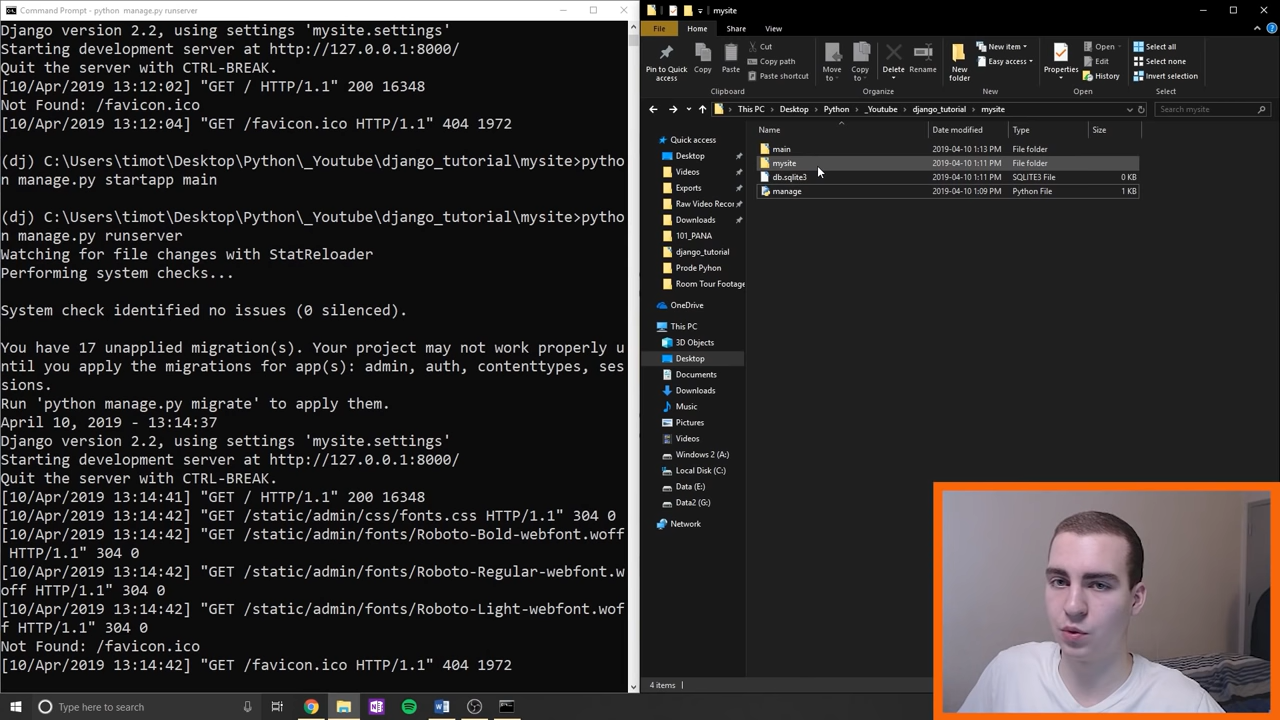 Command Prompt - python manage.py runserver
Django version 2.2, using settings 'mysite.settings'
Starting development server at http://127.0.0.1:8000/
Quit the server with CTRL-BREAK.
[10/Apr/2019 13:12:02] "GET / HTTP/1.1" 200 16348
Not Found: /favicon.ico
[10/Apr/2019 13:12:04] "GET /favicon.ico HTTP/1.1" 404 1972
(dj) C:\Users\timot\Desktop\Python\_Youtube\django_tutorial\mysite>pytho
n manage.py startapp main
(dj) C:\Users\timot\Desktop\Python\_Youtube\django_tutorial\mysite>pytho
n manage.py runserver
Watching for file changes with StatReloader
Performing system checks...
System check identified no issues (0 silenced).
You have 17 unapplied migration(s). Your project may not work properly u
ntil you apply the migrations for app(s): admin, auth, contenttypes, ses
sions.
Run 'python manage.py migrate' to apply them.
April 10, 2019 - 13:14:37
Django version 2.2, using settings 'mysite.settings'
Starting development server at http://127.0.0.1:8000/
Quit the server with CTRL-BREAK.
[10/Apr/2019 13:14:41] "GET / HTTP/1.1" 200 16348
[10/Apr/2019 13:14:42] "GET /static/admin/css/fonts.css HTTP/1.1" 304 0
[10/Apr/2019 13:14:42] "GET /static/admin/fonts/Roboto-Bold-webfont.woff
HTTP/1.1" 304 0
[10/Apr/2019 13:14:42] "GET /static/admin/fonts/Roboto-Regular-webfont.w
off HTTP/1.1" 304 0
[10/Apr/2019 13:14:42] "GET /static/admin/fonts/Roboto-Light-webfont.wof
f HTTP/1.1" 304 0
Not Found: /favicon.ico
[10/Apr/2019 13:14:42] "GET /favicon.ico HTTP/1.1" 404 1972
mysite
File Home Share View
Pin to Quick access
Copy
Paste
Cut
Copy path
Paste shortcut
Clipboard
Move to
Copy to
Delete
Rename
Organize
New folder
New item
Easy access
New
Properties
Open
Edit
History
Open
Select all
Select none
Invert selection
Select
This PC > Desktop > Python > _Youtube > django_tutorial > mysite
Search mysite
Quick access
Desktop
Videos
Exports
Raw Video Recor
Downloads
101_PANA
django_tutorial
Prode Pyhon
Room Tour Footage
OneDrive
This PC
3D Objects
Desktop
Documents
Downloads
Music
Pictures
Videos
Windows 2 (A:)
Local Disk (C:)
Data (E:)
Data2 (G:)
Network
Name Date modified Type Size
main 2019-04-10 1:13 PM File folder
mysite 2019-04-10 1:11 PM File folder
db.sqlite3 2019-04-10 1:11 PM SQLITE3 File 0 KB
manage 2019-04-10 1:09 PM Python File 1 KB
4 items
Type here to search